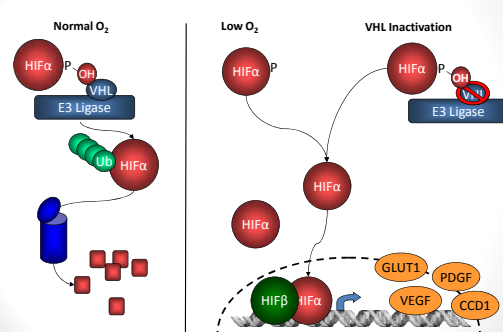 Normal O2
Low O2
VHL Inactivation
HIFα
P
OH
VHL
E3 Ligase
Ub
HIFα
HIFα
P
HIFα
P
OH
VHL
E3 Ligase
HIFα
HIFα
HIFβ
HIFα
GLUT1
PDGF
VEGF
CCD1